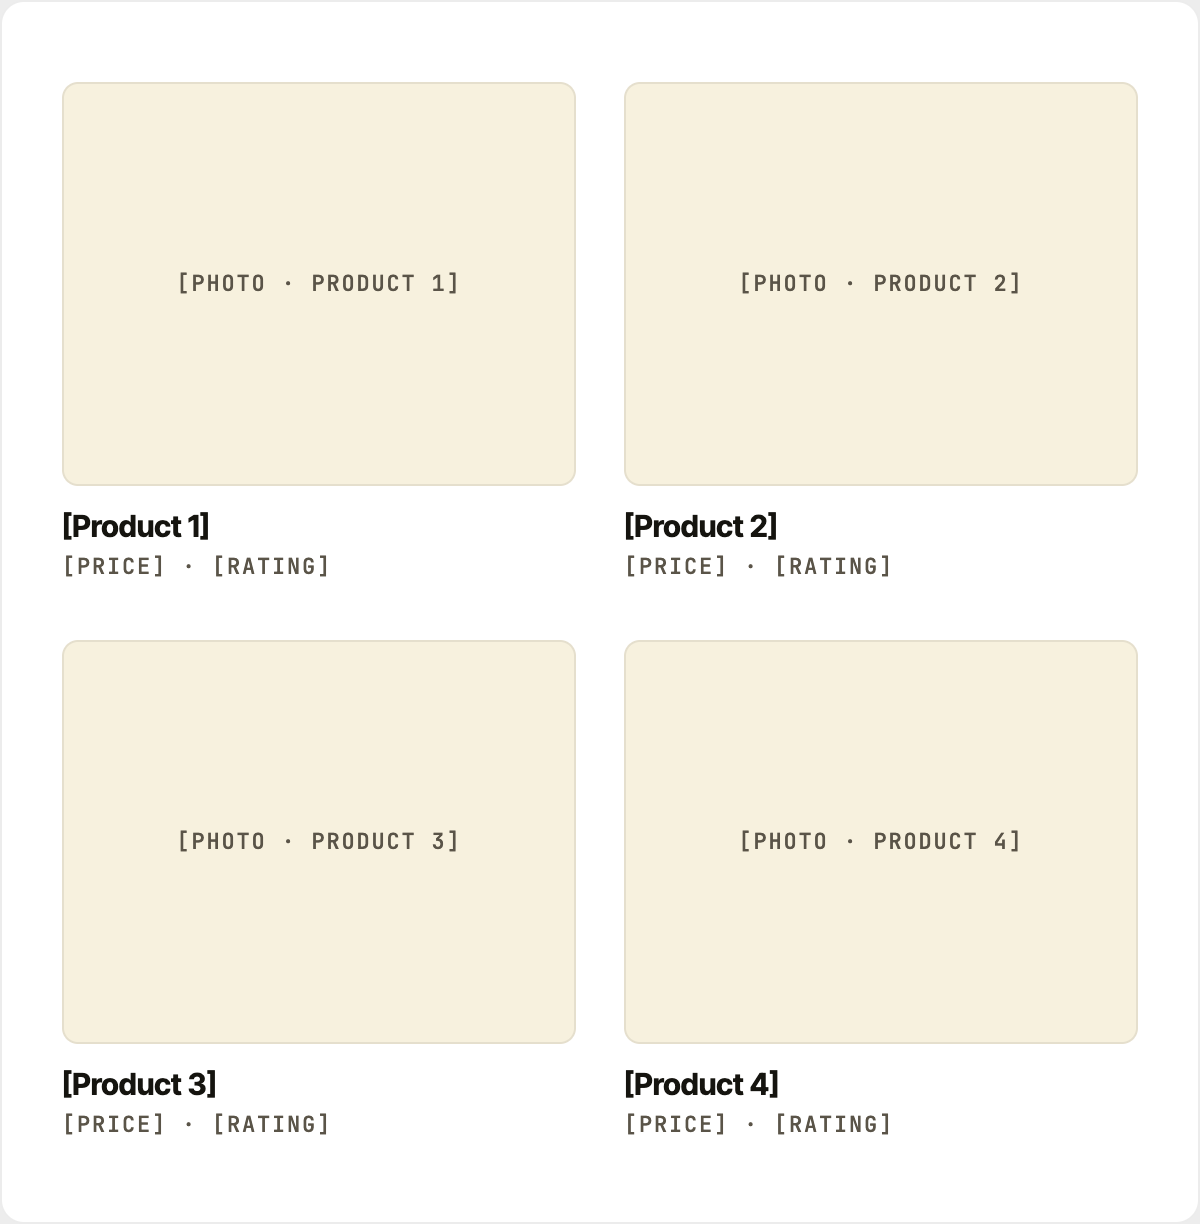 [PHOTO · PRODUCT 1]
[PHOTO · PRODUCT 2]
[Product 1]
[PRICE] · [RATING]
[Product 2]
[PRICE] · [RATING]
[PHOTO · PRODUCT 3]
[PHOTO · PRODUCT 4]
[Product 3]
[PRICE] · [RATING]
[Product 4]
[PRICE] · [RATING]